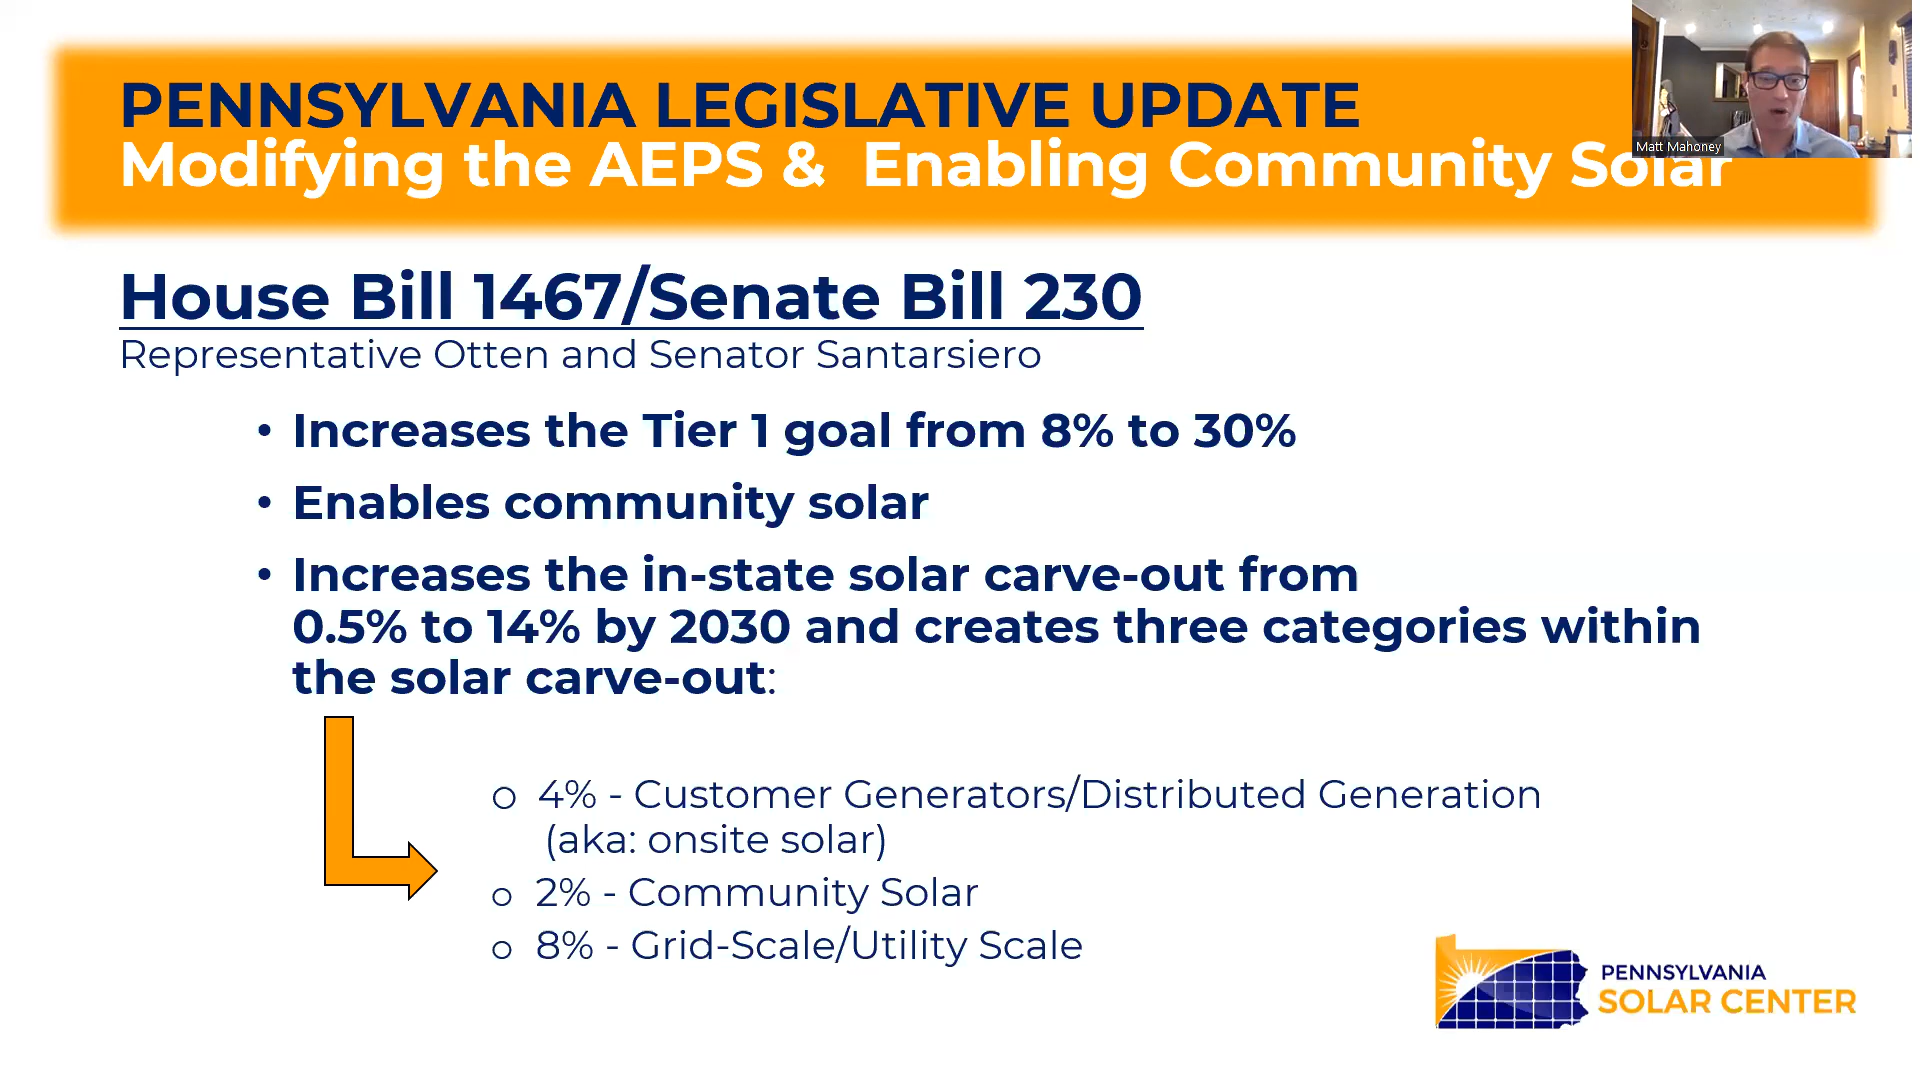 PENNSYLVANIA LEGISLATIVE UPDATE
Modifying the AEPS & Enabling Community Solar
Matt Mahoney
House Bill 1467/Senate Bill 230
Representative Otten and Senator Santarsiero
• Increases the Tier 1 goal from 8% to 30%
• Enables community solar
• Increases the in-state solar carve-out from
0.5% to 14% by 2030 and creates three categories within
the solar carve-out:
o 4% - Customer Generators/Distributed Generation
(aka: onsite solar)
o 2% - Community Solar
o 8% - Grid-Scale/Utility Scale
PENNSYLVANIA
SOLAR CENTER